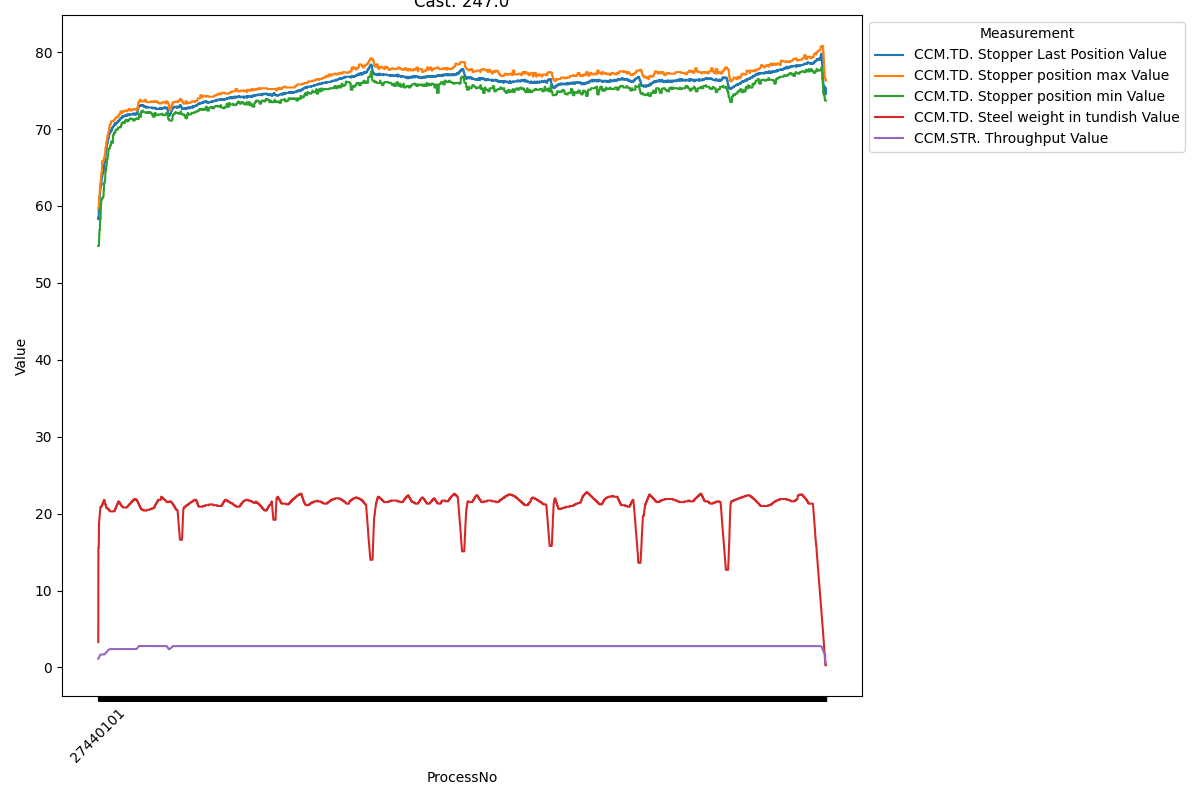 Cast: 247.0
Measurement
CCM.TD. Stopper Last Position Value
CCM.TD. Stopper position max Value
CCM.TD. Stopper position min Value
CCM.TD. Steel weight in tundish Value
CCM.STR. Throughput Value
80
70
60
50
40
30
20
10
0
Value
27440101
ProcessNo